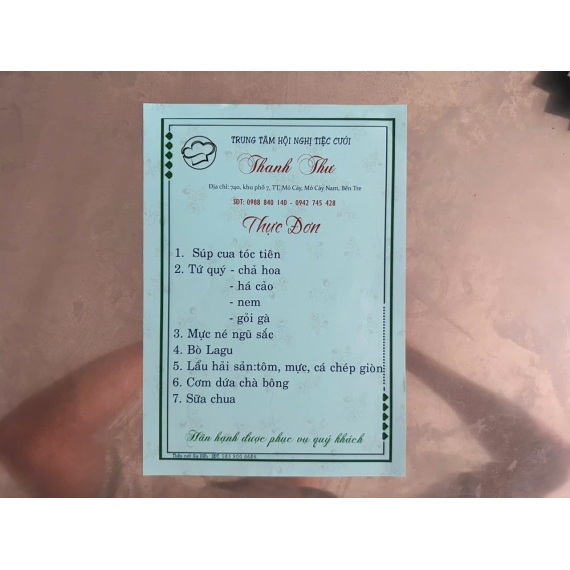 TRUNG TÂM HỘI NGHỊ TIỆC CƯỚI
Thanh Thư
Địa chỉ: 740, khu phố 7, TT, Mỏ Cày, Mỏ Cày Nam, Bến Tre
SĐT: 0988 840 140 - 0942 745 428
Thực Đơn
1. Súp cua tóc tiên
2. Tứ quý - chả hoa
- há cảo
- nem
- gỏi gà
3. Mực né ngũ sắc
4. Bò Lagu
5. Lẩu hải sản:tôm, mực, cá chép giòn
6. Cơm dứa chà bông
7. Sữa chua
Hân hạnh được phục vụ quý khách